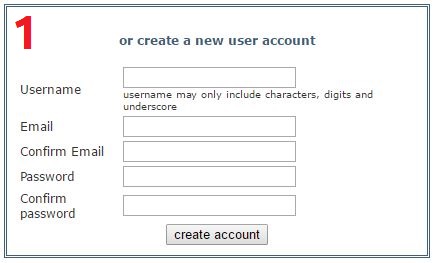 1
or create a new user account
Username
username may only include characters, digits and
underscore
Email
Confirm Email
Password
Confirm
password
create account